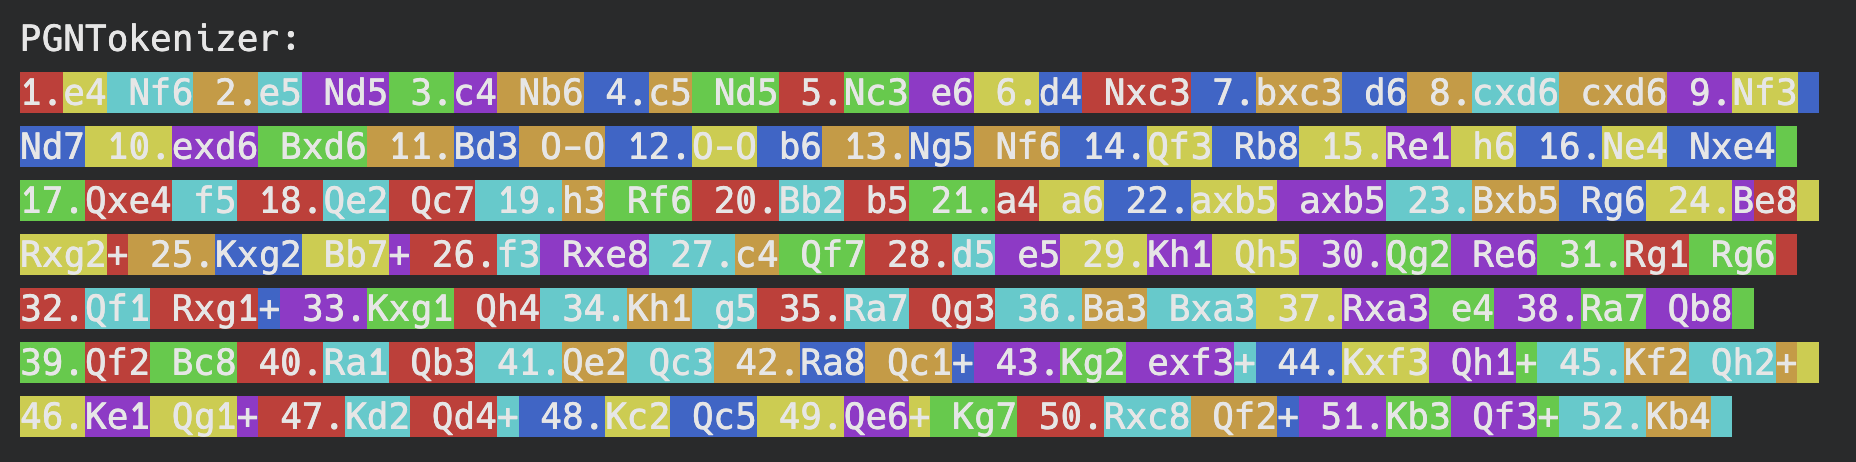 PGNTokenizer:
1.e4 Nf6 2.e5 Nd5 3.c4 Nb6 4.c5 Nd5 5.Nc3 e6 6.d4 Nxc3 7.bxc3 d6 8.cxd6 cxd6 9.Nf3
Nd7 10.exd6 Bxd6 11.Bd3 O-O 12.O-O b6 13.Ng5 Nf6 14.Qf3 Rb8 15.Re1 h6 16.Ne4 Nxe4
17.Qxe4 f5 18.Qe2 Qc7 19.h3 Rf6 20.Bb2 b5 21.a4 a6 22.axb5 axb5 23.Bxb5 Rg6 24.Be8
Rxg2+ 25.Kxg2 Bb7+ 26.f3 Rxe8 27.c4 Qf7 28.d5 e5 29.Kh1 Qh5 30.Qg2 Re6 31.Rg1 Rg6
32.Qf1 Rxg1+ 33.Kxg1 Qh4 34.Kh1 g5 35.Ra7 Qg3 36.Ba3 Bxa3 37.Rxa3 e4 38.Ra7 Qb8
39.Qf2 Bc8 40.Ra1 Qb3 41.Qe2 Qc3 42.Ra8 Qc1+ 43.Kg2 exf3+ 44.Kxf3 Qh1+ 45.Kf2 Qh2+
46.Ke1 Qg1+ 47.Kd2 Qd4+ 48.Kc2 Qc5 49.Qe6+ Kg7 50.Rxc8 Qf2+ 51.Kb3 Qf3+ 52.Kb4